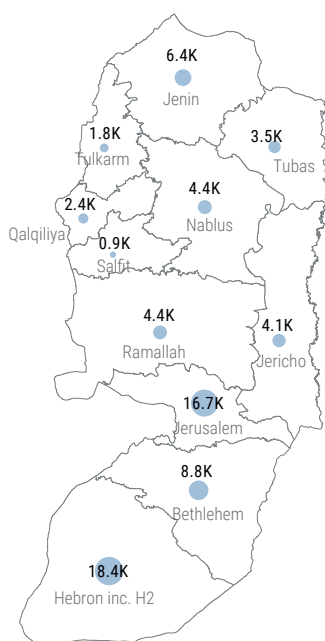 6.4K
Jenin
1.8K
Tulkarm
3.5K
Tubas
2.4K
Qalqiliya
4.4K
Nablus
0.9K
Salfit
4.4K
Ramallah
4.1K
Jericho
16.7K
Jerusalem
8.8K
Bethlehem
18.4K
Hebron inc. H2